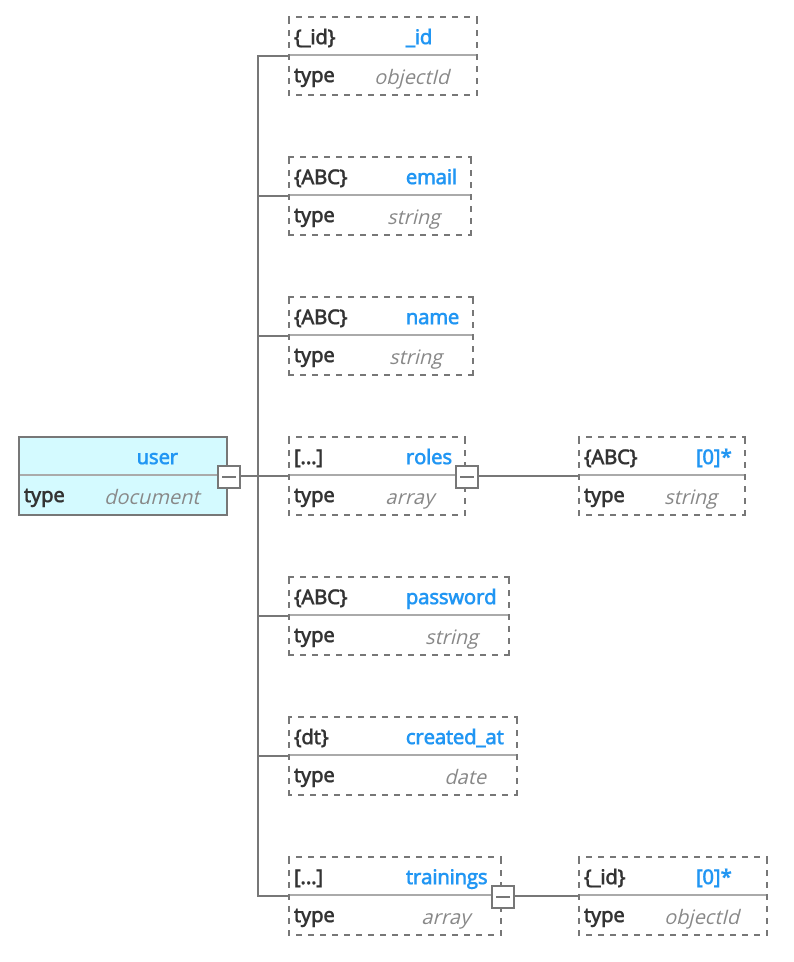 {_id} _id
type objectId
{ABC} email
type string
{ABC} name
type string
user
type document
[...] roles
type array
{ABC} [0]*
type string
{ABC} password
type string
{dt} created_at
type date
[...] trainings
type array
{_id} [0]*
type objectId